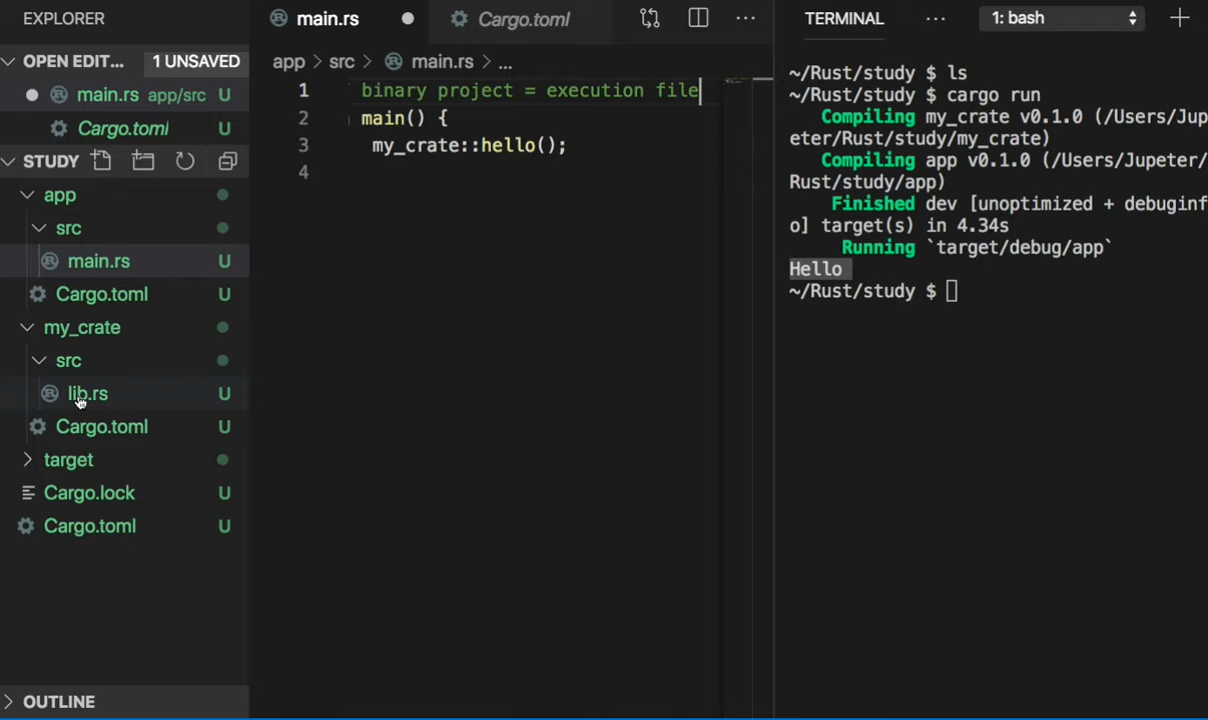 EXPLORER
OPEN EDIT... 1 UNSAVED
main.rs app/src U
Cargo.toml U
STUDY
app
src
main.rs U
Cargo.toml U
my_crate
src
lib.rs U
Cargo.toml U
target
Cargo.lock U
Cargo.toml U
OUTLINE
main.rs
Cargo.toml
...
app > src > main.rs > ...
1 binary project = execution file
2 main() {
3 my_crate::hello();
4
TERMINAL ... 1: bash
~/Rust/study $ ls
~/Rust/study $ cargo run
Compiling my_crate v0.1.0 (/Users/Jup
eter/Rust/study/my_crate)
Compiling app v0.1.0 (/Users/Jupeter/
Rust/study/app)
Finished dev [unoptimized + debuginf
o] target(s) in 4.34s
Running `target/debug/app`
Hello
~/Rust/study $